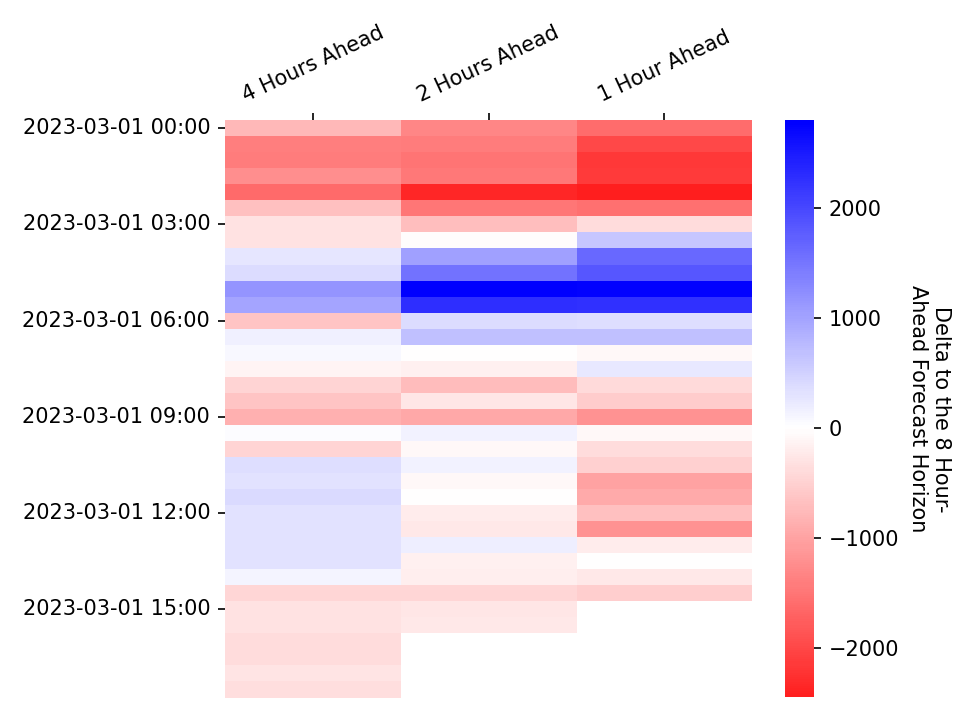 4 Hours Ahead
2 Hours Ahead
1 Hour Ahead
2023-03-01 00:00
2023-03-01 03:00
2023-03-01 06:00
2023-03-01 09:00
2023-03-01 12:00
2023-03-01 15:00
2000
1000
0
−1000
−2000
Delta to the 8 Hour-
Ahead Forecast Horizon